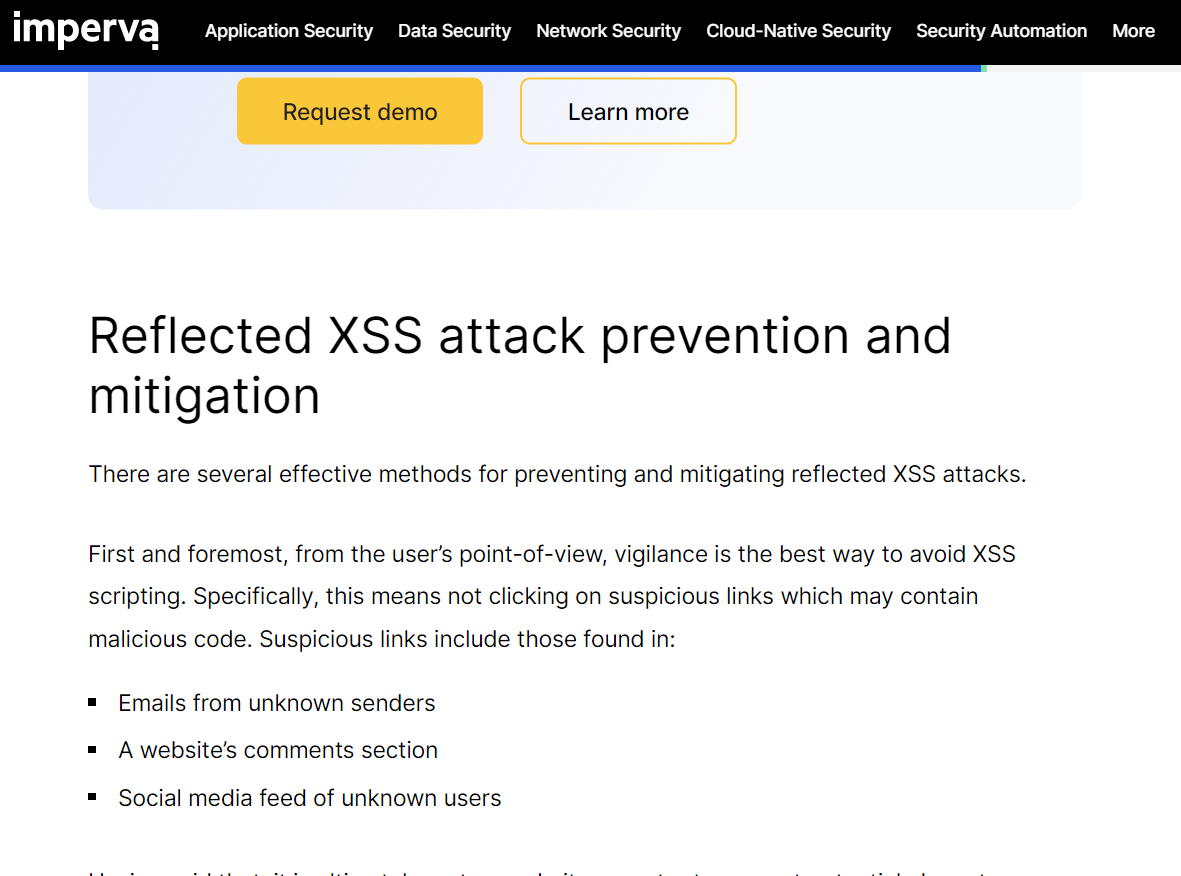 imperva
Application Security Data Security Network Security Cloud-Native Security Security Automation More
Request demo Learn more
Reflected XSS attack prevention and
mitigation
There are several effective methods for preventing and mitigating reflected XSS attacks.
First and foremost, from the user’s point-of-view, vigilance is the best way to avoid XSS
scripting. Specifically, this means not clicking on suspicious links which may contain
malicious code. Suspicious links include those found in:
Emails from unknown senders
A website’s comments section
Social media feed of unknown users